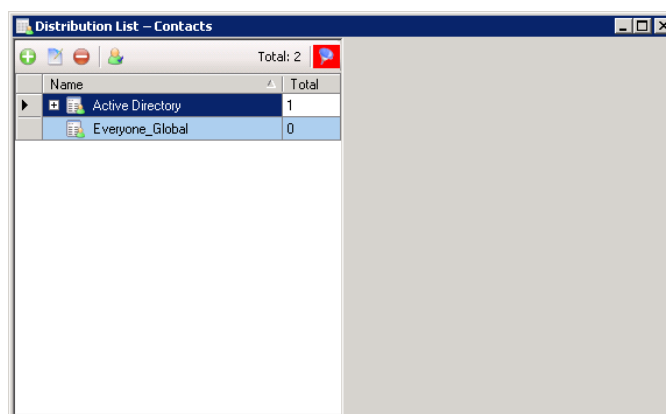 Distribution List – Contacts
Total: 2
Name Total
Active Directory 1
Everyone_Global 0